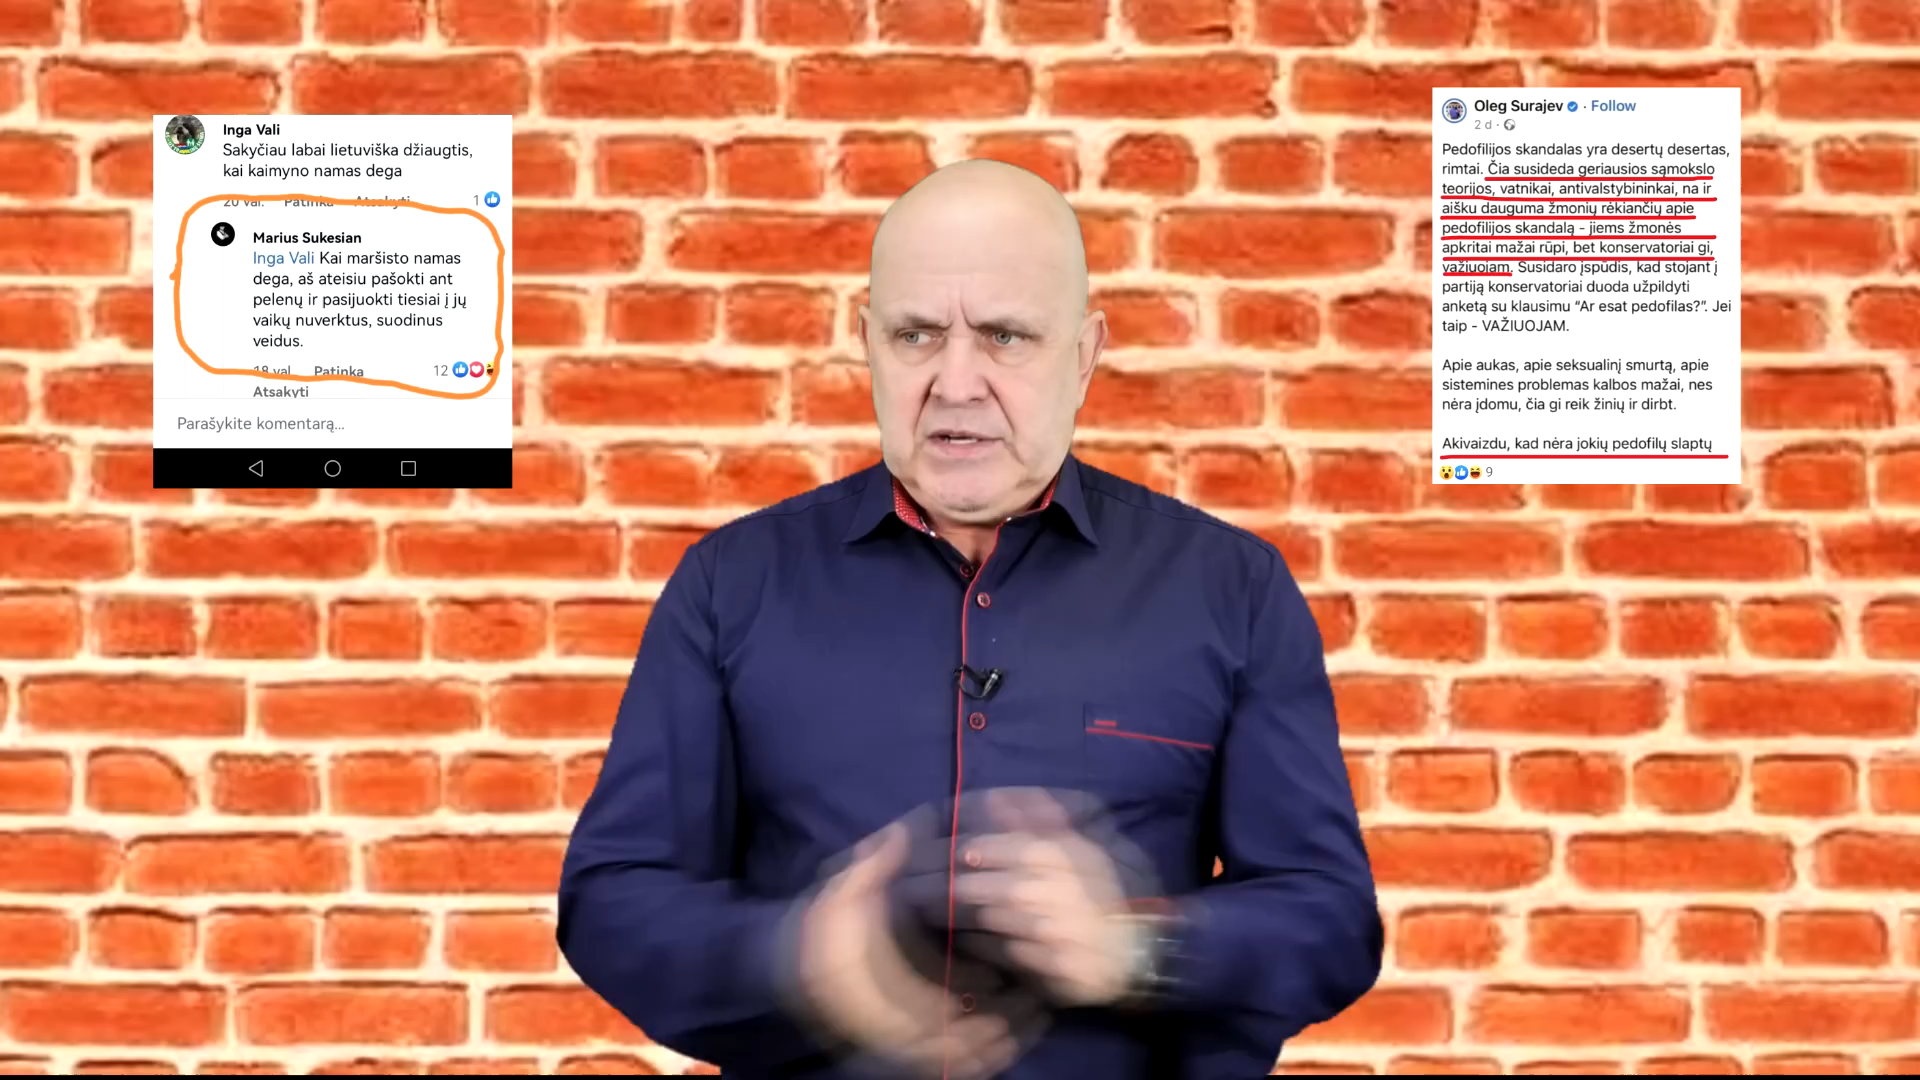 Inga Vali
Sakyčiau labai lietuviška džiaugtis,
kai kaimyno namas dega
20 val. Patinka Atsakyti 1
Marius Sukesian
Inga Vali Kai maršisto namas
dega, aš ateisiu pašokti ant
pelenų ir pasijuokti tiesiai į jų
vaikų nuverktus, suodinus
veidus.
18 val. Patinka 12
Atsakyti
Parašykite komentarą...
Oleg Surajev · Follow
2 d ·
Pedofilijos skandalas yra desertų desertas,
rimtai. Čia susideda geriausios sąmokslo
teorijos, vatnikai, antivalstybininkai, na ir
aišku dauguma žmonių rėkiančių apie
pedofilijos skandalą - jiems žmonės
apkritai mažai rūpi, bet konservatoriai gi,
važiuojam. Susidaro įspūdis, kad stojant į
partiją konservatoriai duoda užpildyti
anketą su klausimu “Ar esat pedofilas?”. Jei
taip - VAŽIUOJAM.
Apie aukas, apie seksualinį smurtą, apie
sistemines problemas kalbos mažai, nes
nėra įdomu, čia gi reik žinių ir dirbt.
Akivaizdu, kad nėra jokių pedofilų slaptų
9